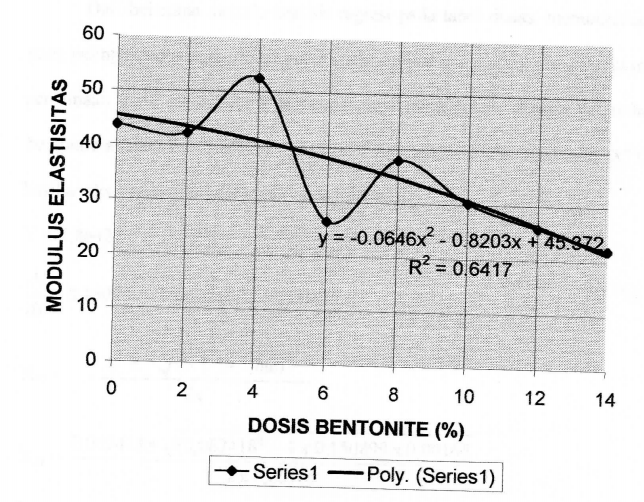 60
50
40
30
20
10
0
MODULUS ELASTISITAS
y = -0.0646x² - 0.8203x + 45.372
R² = 0.6417
0 2 4 6 8 10 12 14
DOSIS BENTONITE (%)
Series1 Poly. (Series1)